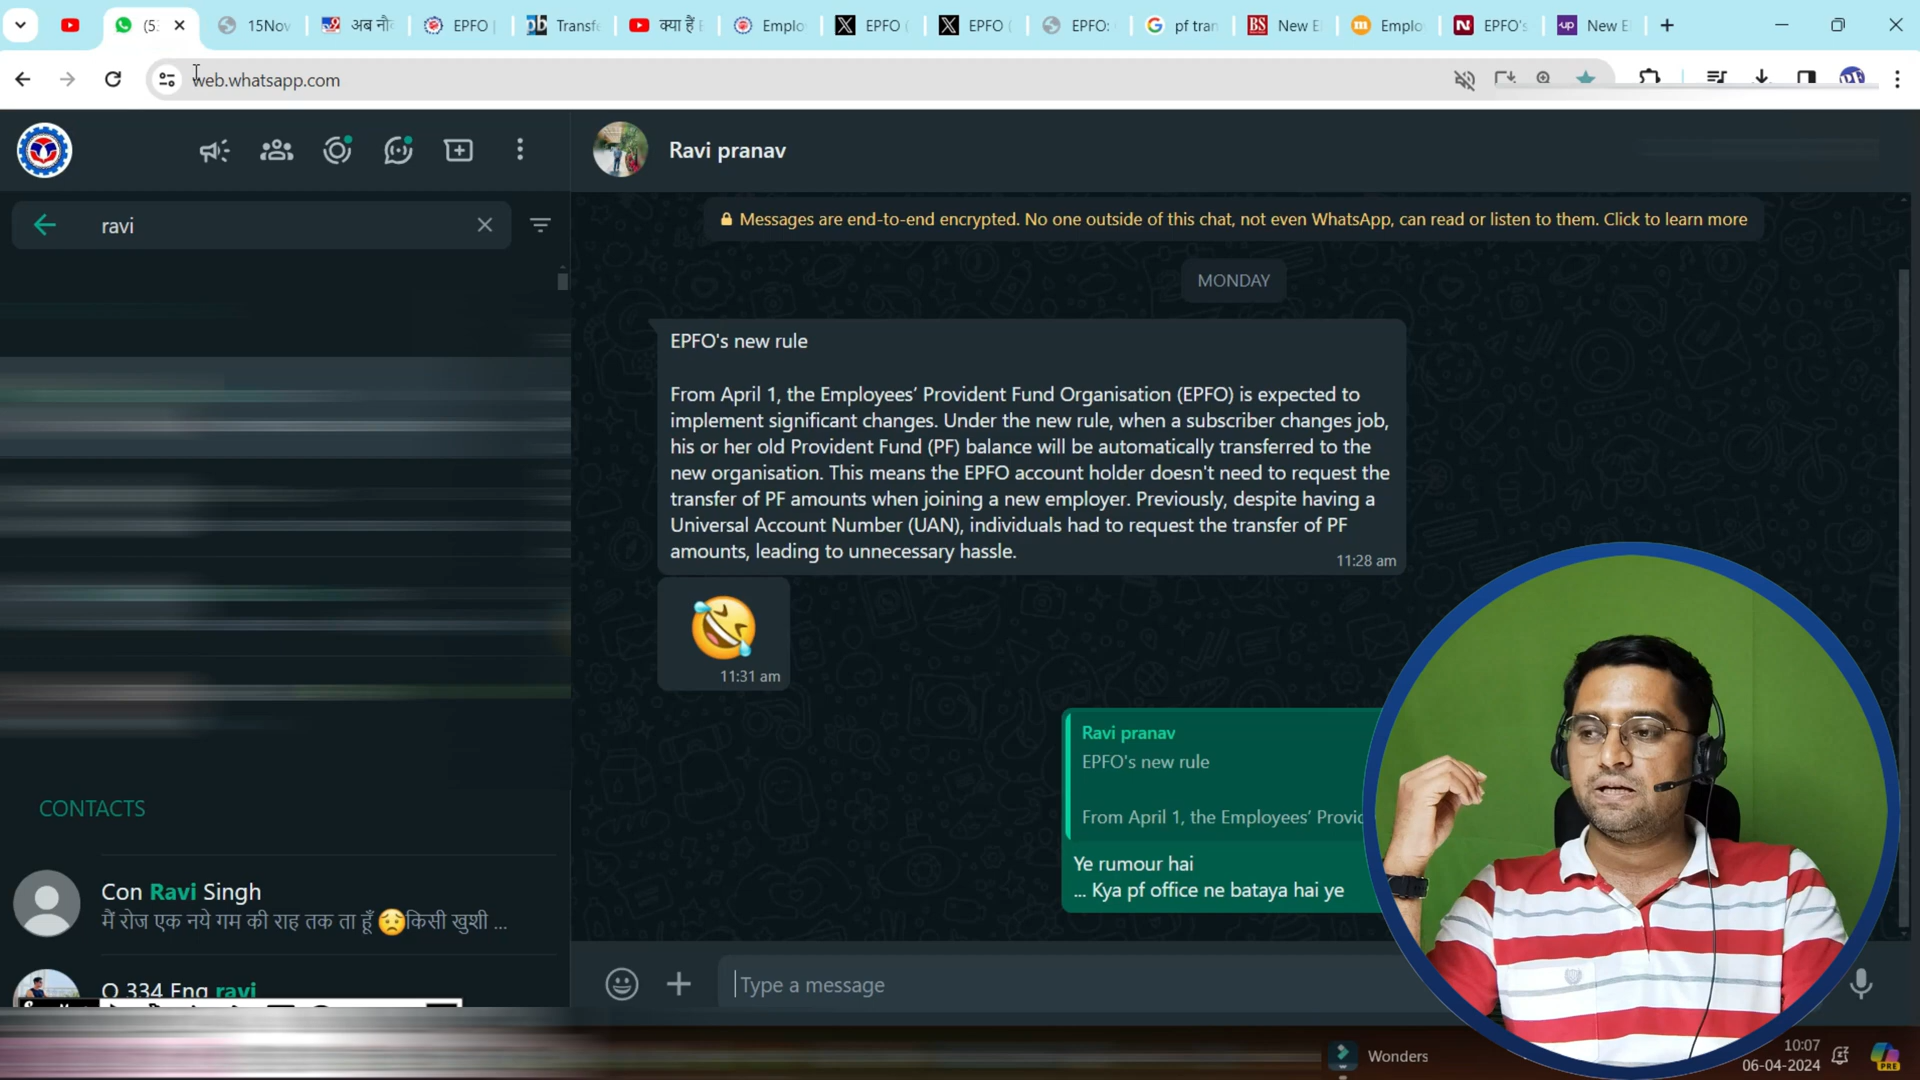 (5:
15Nov
अब नौ
EPFO |
Transfe
क्या हैं E
Emplo
EPFO (
EPFO (
EPFO:
pf tran
New E
Emplo
EPFO's
New E
web.whatsapp.com
Ravi pranav
ravi
Messages are end-to-end encrypted. No one outside of this chat, not even WhatsApp, can read or listen to them. Click to learn more
MONDAY
EPFO's new rule
From April 1, the Employees’ Provident Fund Organisation (EPFO) is expected to
implement significant changes. Under the new rule, when a subscriber changes job,
his or her old Provident Fund (PF) balance will be automatically transferred to the
new organisation. This means the EPFO account holder doesn't need to request the
transfer of PF amounts when joining a new employer. Previously, despite having a
Universal Account Number (UAN), individuals had to request the transfer of PF
amounts, leading to unnecessary hassle.
11:28 am
11:31 am
Ravi pranav
EPFO's new rule
From April 1, the Employees’ Provid
Ye rumour hai
... Kya pf office ne bataya hai ye
CONTACTS
Con Ravi Singh
मैं रोज एक नये गम की राह तक ता हूँ 😟किसी खुशी ...
O 334 Eng ravi
Type a message
Wonders
10:07
06-04-2024